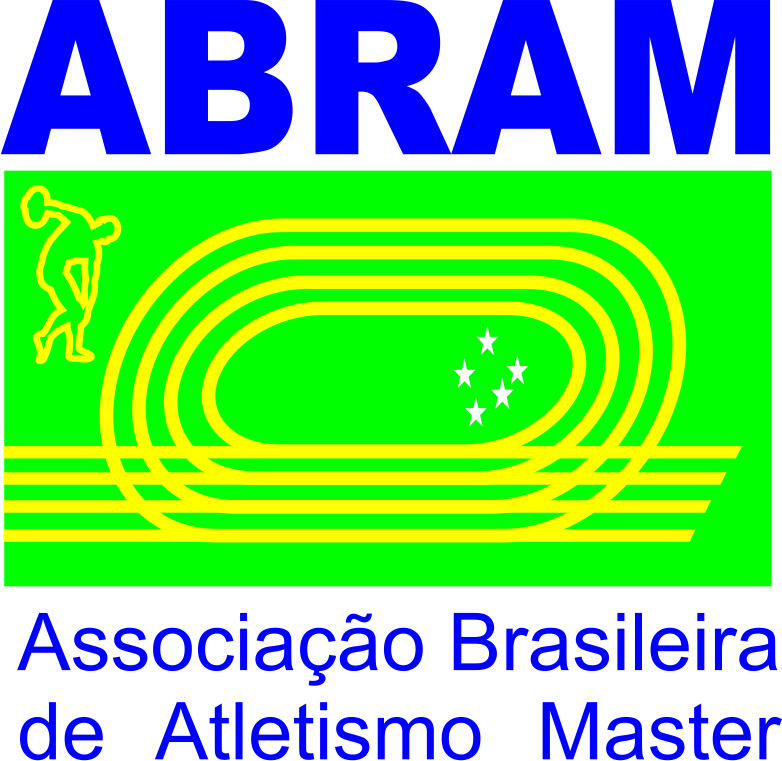 ABRAM
Associação Brasileira
de Atletismo Master